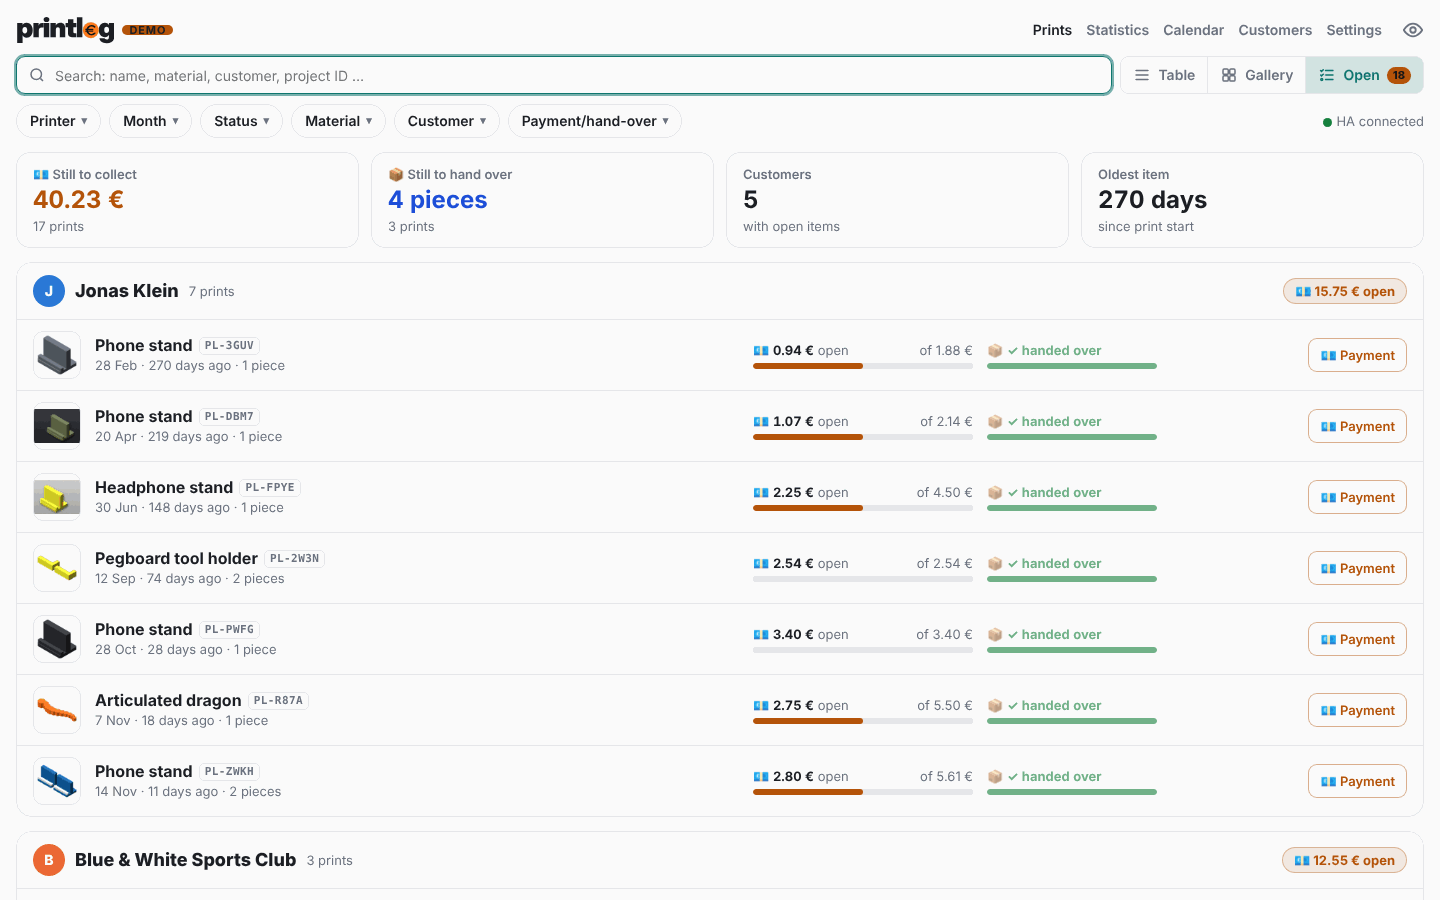 printl€g DEMO
Prints Statistics Calendar Customers Settings
Search: name, material, customer, project ID ...
Table Gallery Open 18
Printer ▾ Month ▾ Status ▾ Material ▾ Customer ▾ Payment/hand-over ▾
HA connected
Still to collect
40.23 €
17 prints
Still to hand over
4 pieces
3 prints
Customers
5
with open items
Oldest item
270 days
since print start
J Jonas Klein 7 prints 15.75 € open
Phone stand PL-3GUV
28 Feb · 270 days ago · 1 piece
0.94 € open of 1.88 € ✓ handed over
Payment
Phone stand PL-DBM7
20 Apr · 219 days ago · 1 piece
1.07 € open of 2.14 € ✓ handed over
Payment
Headphone stand PL-FPYE
30 Jun · 148 days ago · 1 piece
2.25 € open of 4.50 € ✓ handed over
Payment
Pegboard tool holder PL-2W3N
12 Sep · 74 days ago · 2 pieces
2.54 € open of 2.54 € ✓ handed over
Payment
Phone stand PL-PWFG
28 Oct · 28 days ago · 1 piece
3.40 € open of 3.40 € ✓ handed over
Payment
Articulated dragon PL-R87A
7 Nov · 18 days ago · 1 piece
2.75 € open of 5.50 € ✓ handed over
Payment
Phone stand PL-ZWKH
14 Nov · 11 days ago · 2 pieces
2.80 € open of 5.61 € ✓ handed over
Payment
B Blue & White Sports Club 3 prints 12.55 € open